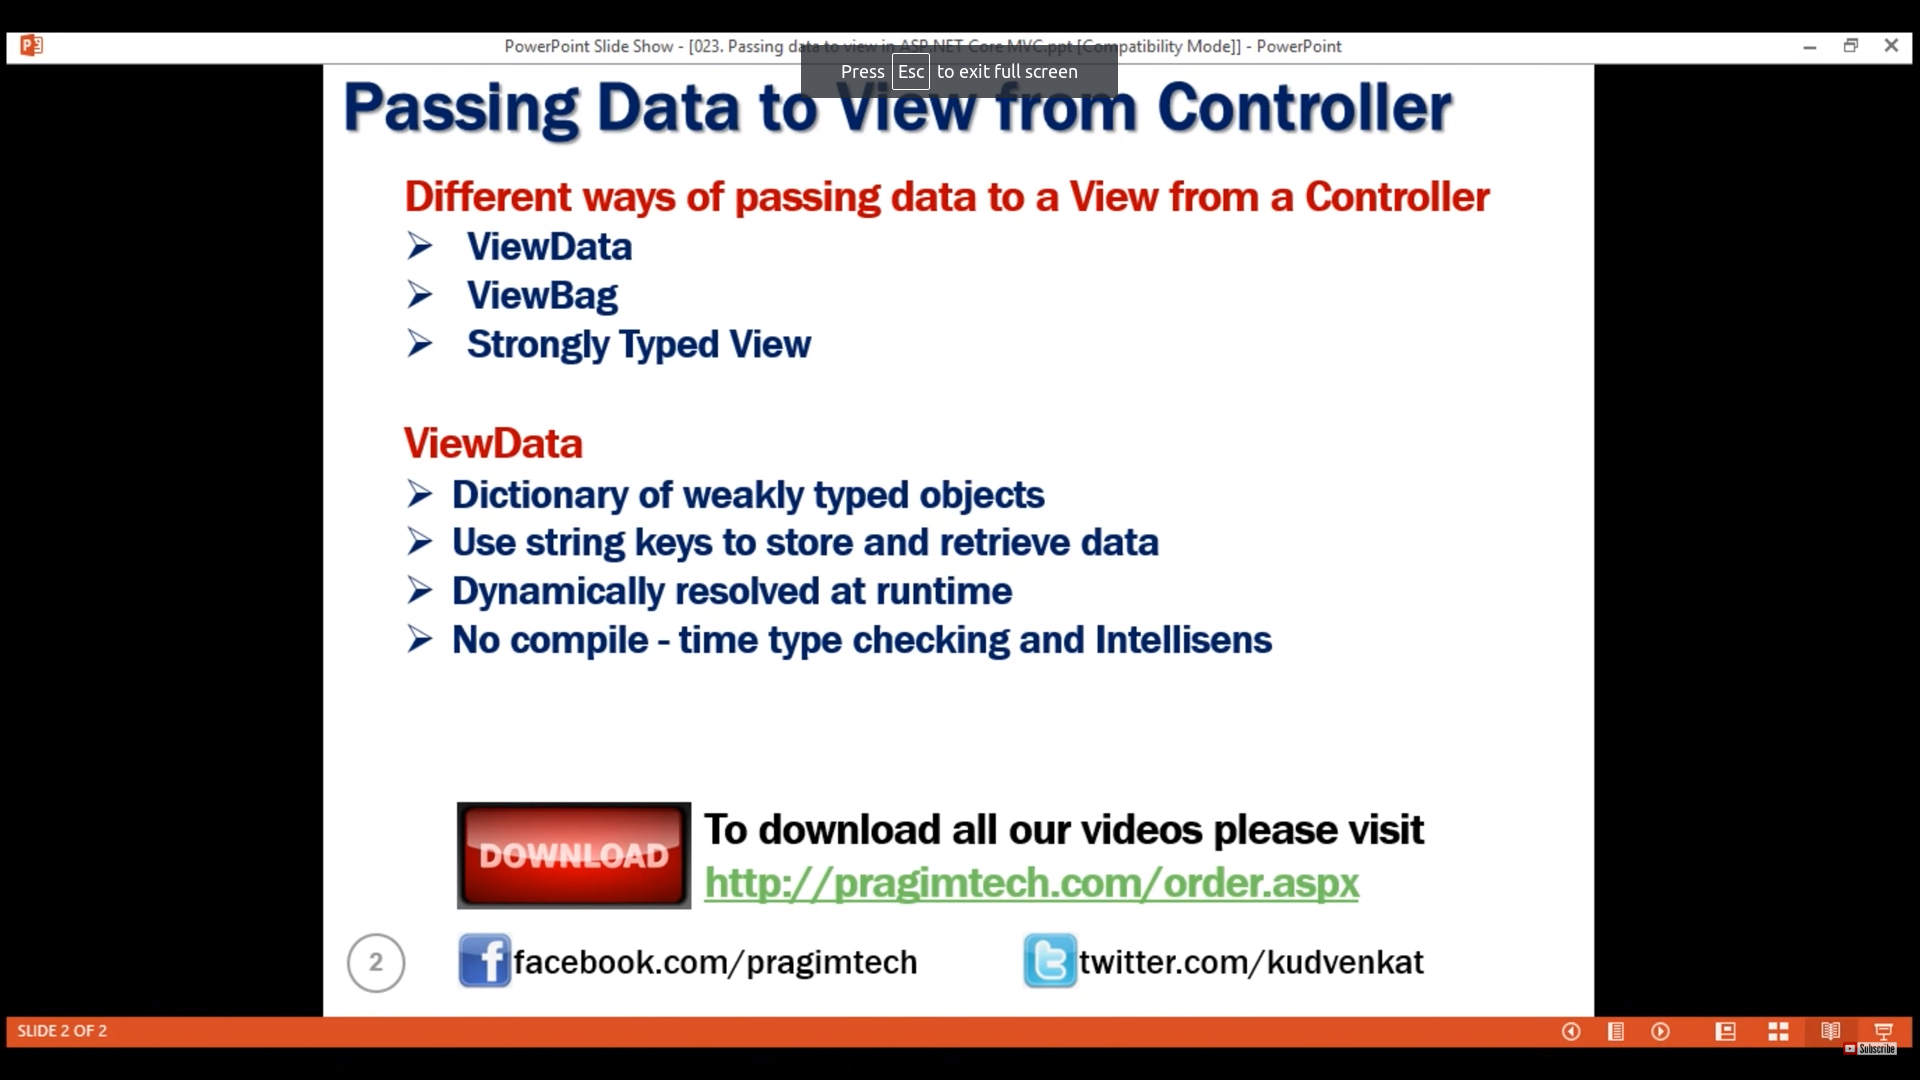 PowerPoint Slide Show - [023. Passing data to view in ASP.NET Core MVC.ppt [Compatibility Mode]] - PowerPoint
Press Esc to exit full screen
Passing Data to View from Controller
Different ways of passing data to a View from a Controller
ViewData
ViewBag
Strongly Typed View
ViewData
Dictionary of weakly typed objects
Use string keys to store and retrieve data
Dynamically resolved at runtime
No compile - time type checking and Intellisens
DOWNLOAD
To download all our videos please visit
http://pragimtech.com/order.aspx
2
facebook.com/pragimtech
twitter.com/kudvenkat
SLIDE 2 OF 2
Subscribe